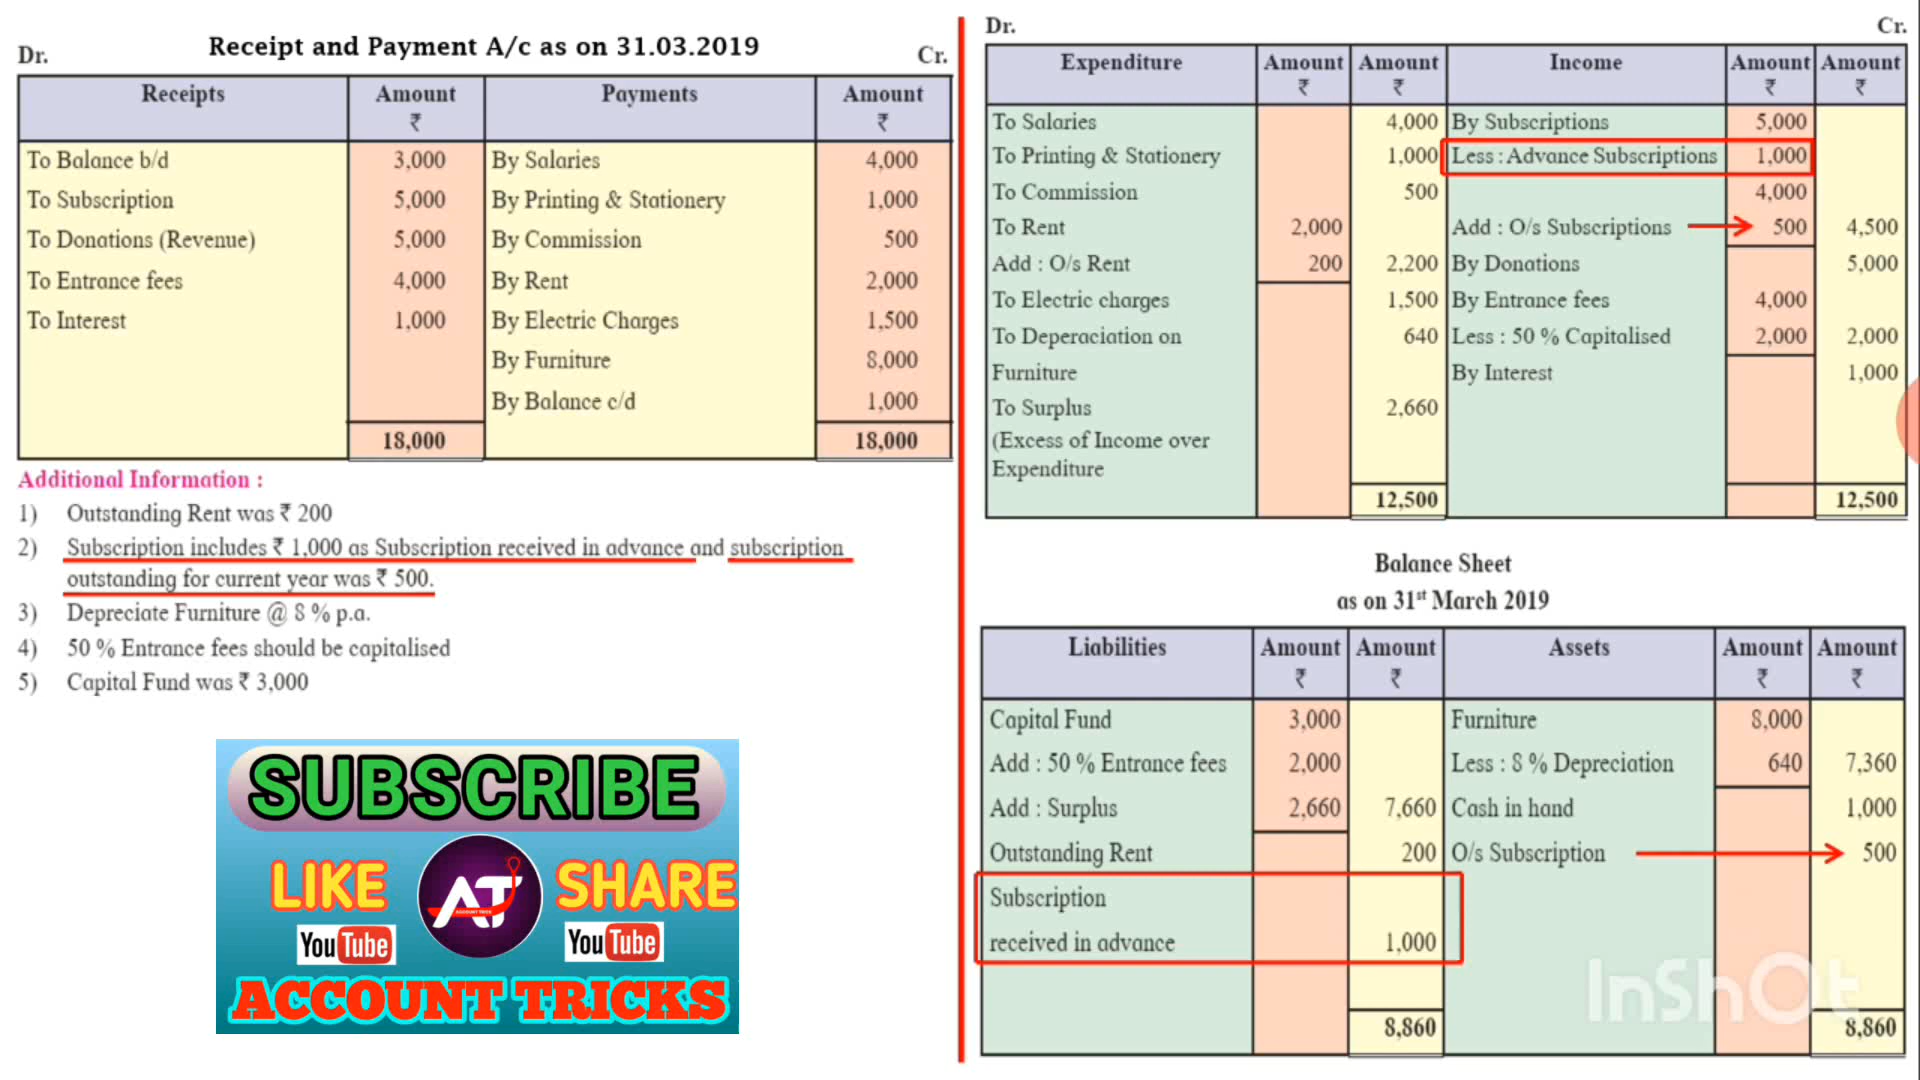 Receipt and Payment A/c as on 31.03.2019
Dr. Cr.
Receipts Amount ₹ Payments Amount ₹
To Balance b/d 3,000 By Salaries 4,000
To Subscription 5,000 By Printing & Stationery 1,000
To Donations (Revenue) 5,000 By Commission 500
To Entrance fees 4,000 By Rent 2,000
To Interest 1,000 By Electric Charges 1,500
By Furniture 8,000
By Balance c/d 1,000
18,000 18,000
Additional Information :
1) Outstanding Rent was ₹ 200
2) Subscription includes ₹ 1,000 as Subscription received in advance and subscription
outstanding for current year was ₹ 500.
3) Depreciate Furniture @ 8 % p.a.
4) 50 % Entrance fees should be capitalised
5) Capital Fund was ₹ 3,000
SUBSCRIBE
LIKE AT SHARE
ACCOUNT TRICS
YouTube YouTube
ACCOUNT TRICKS
Dr. Cr.
Expenditure Amount ₹ Amount ₹ Income Amount ₹ Amount ₹
To Salaries 4,000 By Subscriptions 5,000
To Printing & Stationery 1,000 Less : Advance Subscriptions 1,000
To Commission 500 4,000
To Rent 2,000 Add : O/s Subscriptions 500 4,500
Add : O/s Rent 200 2,200 By Donations 5,000
To Electric charges 1,500 By Entrance fees 4,000
To Deperaciation on 640 Less : 50 % Capitalised 2,000 2,000
Furniture By Interest 1,000
To Surplus 2,660
(Excess of Income over
Expenditure
12,500 12,500
Balance Sheet
as on 31st March 2019
Liabilities Amount ₹ Amount ₹ Assets Amount ₹ Amount ₹
Capital Fund 3,000 Furniture 8,000
Add : 50 % Entrance fees 2,000 Less : 8 % Depreciation 640 7,360
Add : Surplus 2,660 7,660 Cash in hand 1,000
Outstanding Rent 200 O/s Subscription 500
Subscription
received in advance 1,000
8,860 8,860
InShOt